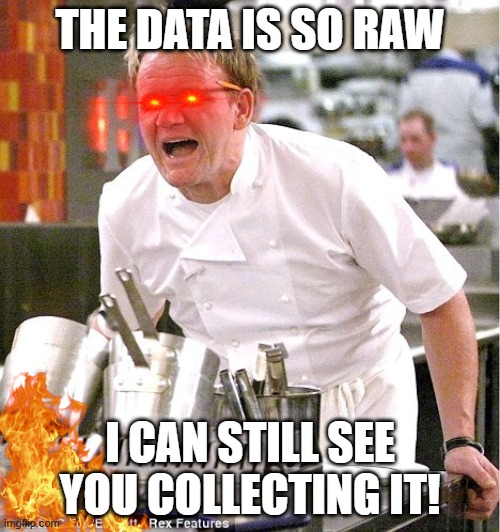 THE DATA IS SO RAW
I CAN STILL SEE
YOU COLLECTING IT!
imgflip.com
Rex Features